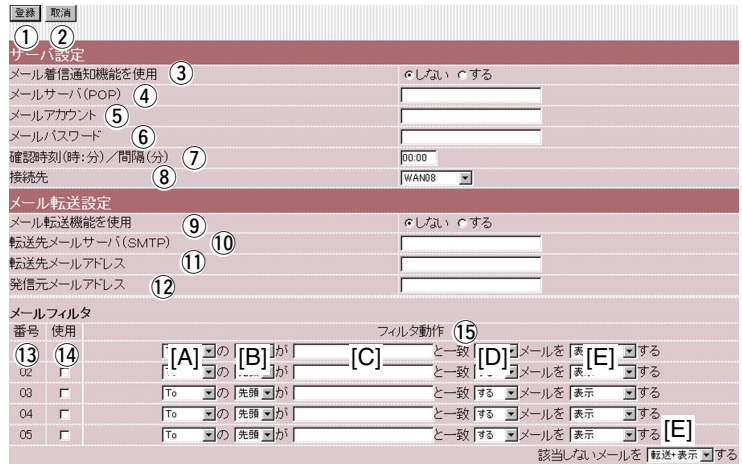 登録 取消
① ②
サーバ設定
メール着信通知機能を使用 ③ しない する
メールサーバ(POP) ④
メールアカウント ⑤
メールパスワード ⑥
確認時刻(時:分)/間隔(分) ⑦ 00:00
接続先 ⑧ WAN08
メール転送設定
メール転送機能を使用 ⑨ しない する
転送先メールサーバ(SMTP) ⑩
転送先メールアドレス ⑪
発信元メールアドレス ⑫
メールフィルタ
番号 使用 フィルタ動作 ⑮
⑬ ⑭ [A] の [B] が [C] と一致 [D] メールを [E] する
02 の が と一致 メールを する
03 To の 先頭 が と一致 する メールを 表示 する
04 To の 先頭 が と一致 する メールを 表示 する
05 To の 先頭 が と一致 する メールを 表示 する [E]
該当しないメールを 転送+表示 する